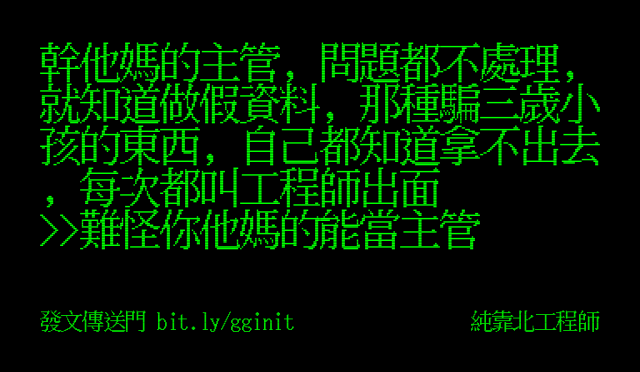 幹他媽的主管，問題都不處理，
就知道做假資料，那種騙三歲小
孩的東西，自己都知道拿不出去
，每次都叫工程師出面
>>難怪你他媽的能當主管
發文傳送門 bit.ly/gginit
純靠北工程師